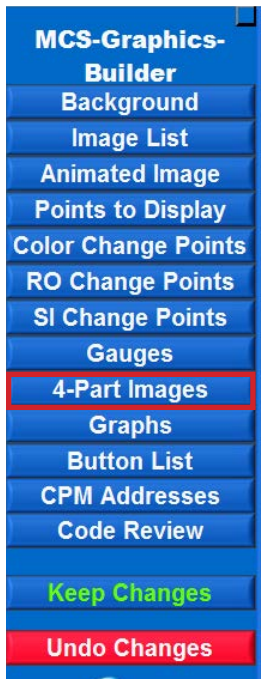 MCS-Graphics-
Builder
Background
Image List
Animated Image
Points to Display
Color Change Points
RO Change Points
SI Change Points
Gauges
4-Part Images
Graphs
Button List
CPM Addresses
Code Review
Keep Changes
Undo Changes